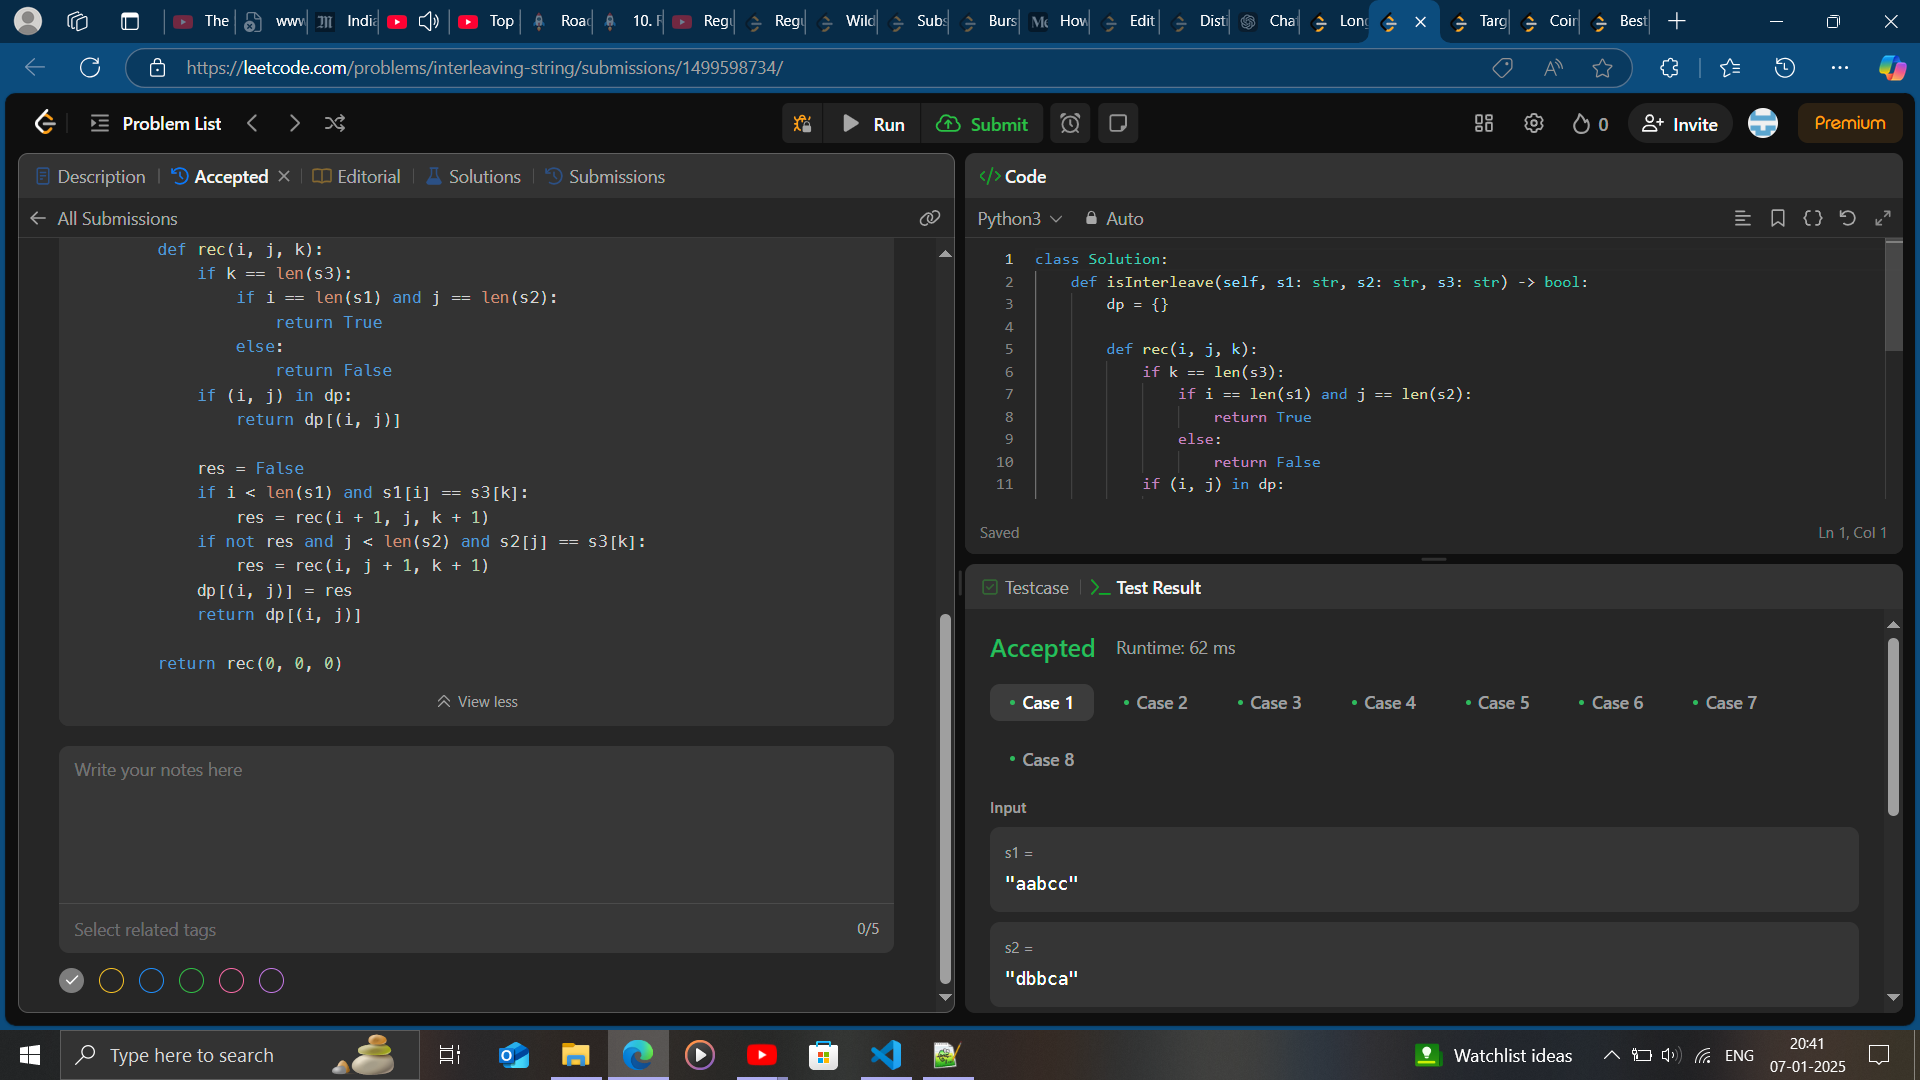 The
www
India
Top
Road
10. R
Regu
Regu
Wild
Subs
Burs
How
Edit
Disti
Chat
Long
Targ
Coin
Best
https://leetcode.com/problems/interleaving-string/submissions/1499598734/
Problem List
Run
Submit
0
Invite
Premium
Description
Accepted
Editorial
Solutions
Submissions
All Submissions
def rec(i, j, k):
if k == len(s3):
if i == len(s1) and j == len(s2):
return True
else:
return False
if (i, j) in dp:
return dp[(i, j)]
res = False
if i < len(s1) and s1[i] == s3[k]:
res = rec(i + 1, j, k + 1)
if not res and j < len(s2) and s2[j] == s3[k]:
res = rec(i, j + 1, k + 1)
dp[(i, j)] = res
return dp[(i, j)]
return rec(0, 0, 0)
View less
Write your notes here
Select related tags
0/5
</> Code
Python3
Auto
1 class Solution:
2 def isInterleave(self, s1: str, s2: str, s3: str) -> bool:
3 dp = {}
4
5 def rec(i, j, k):
6 if k == len(s3):
7 if i == len(s1) and j == len(s2):
8 return True
9 else:
10 return False
11 if (i, j) in dp:
Saved
Ln 1, Col 1
Testcase
Test Result
Accepted
Runtime: 62 ms
Case 1
Case 2
Case 3
Case 4
Case 5
Case 6
Case 7
Case 8
Input
s1 =
"aabcc"
s2 =
"dbbca"
Type here to search
Watchlist ideas
ENG
20:41
07-01-2025